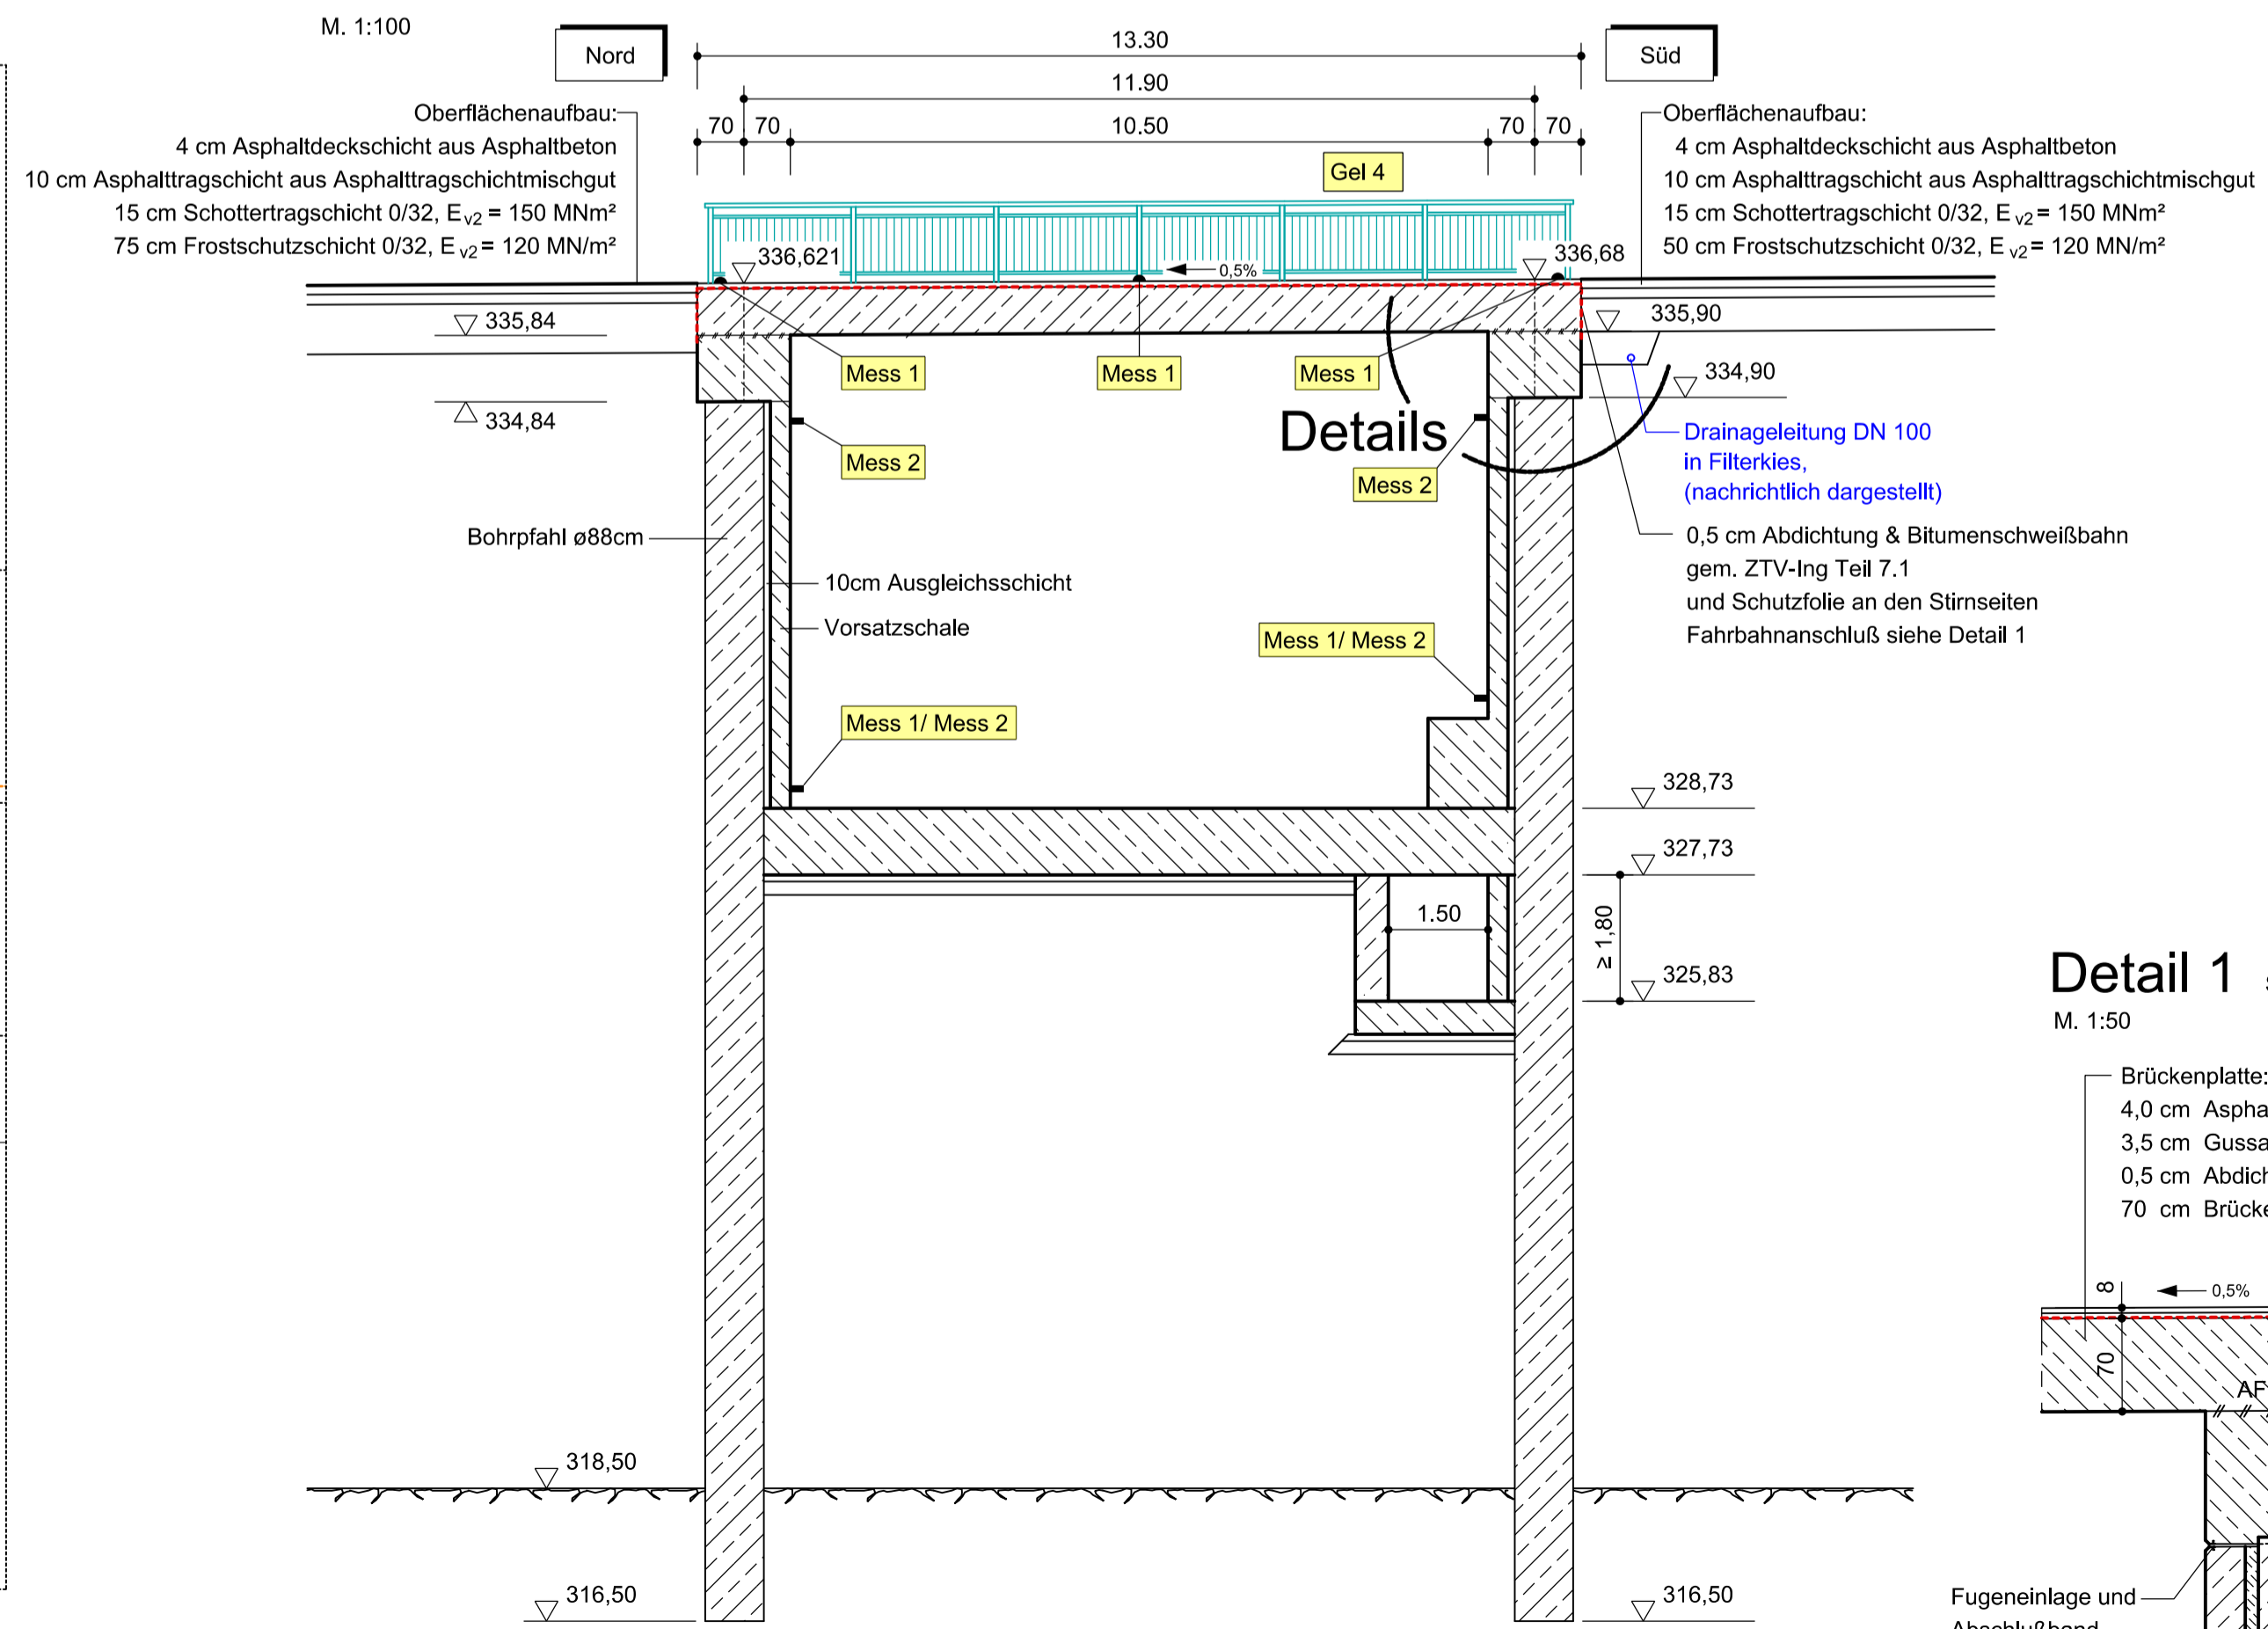 M. 1:100
Nord
Süd
13.30
11.90
70
70
10.50
70
70
Oberflächenaufbau:
4 cm Asphaltdeckschicht aus Asphaltbeton
10 cm Asphalttragschicht aus Asphalttragschichtmischgut
15 cm Schottertragschicht 0/32, E v2 = 150 MNm²
75 cm Frostschutzschicht 0/32, E v2 = 120 MN/m²
Oberflächenaufbau:
4 cm Asphaltdeckschicht aus Asphaltbeton
10 cm Asphalttragschicht aus Asphalttragschichtmischgut
15 cm Schottertragschicht 0/32, E v2 = 150 MNm²
50 cm Frostschutzschicht 0/32, E v2 = 120 MN/m²
Gel 4
336,621
0,5%
336,68
335,84
335,90
Mess 1
Mess 1
Mess 1
334,90
334,84
Details
Mess 2
Mess 2
Drainageleitung DN 100
in Filterkies,
(nachrichtlich dargestellt)
Bohrpfahl ø88cm
0,5 cm Abdichtung & Bitumenschweißbahn
gem. ZTV-Ing Teil 7.1
und Schutzfolie an den Stirnseiten
Fahrbahnanschluß siehe Detail 1
10cm Ausgleichsschicht
Vorsatzschale
Mess 1/ Mess 2
Mess 1/ Mess 2
328,73
327,73
1.50
≥ 1,80
325,83
Detail 1
M. 1:50
Brückenplatte:
4,0 cm Aspha
3,5 cm Gussa
0,5 cm Abdich
70 cm Brücke
8
0,5%
70
AF
318,50
316,50
316,50
Fugeneinlage und
Abschlußband